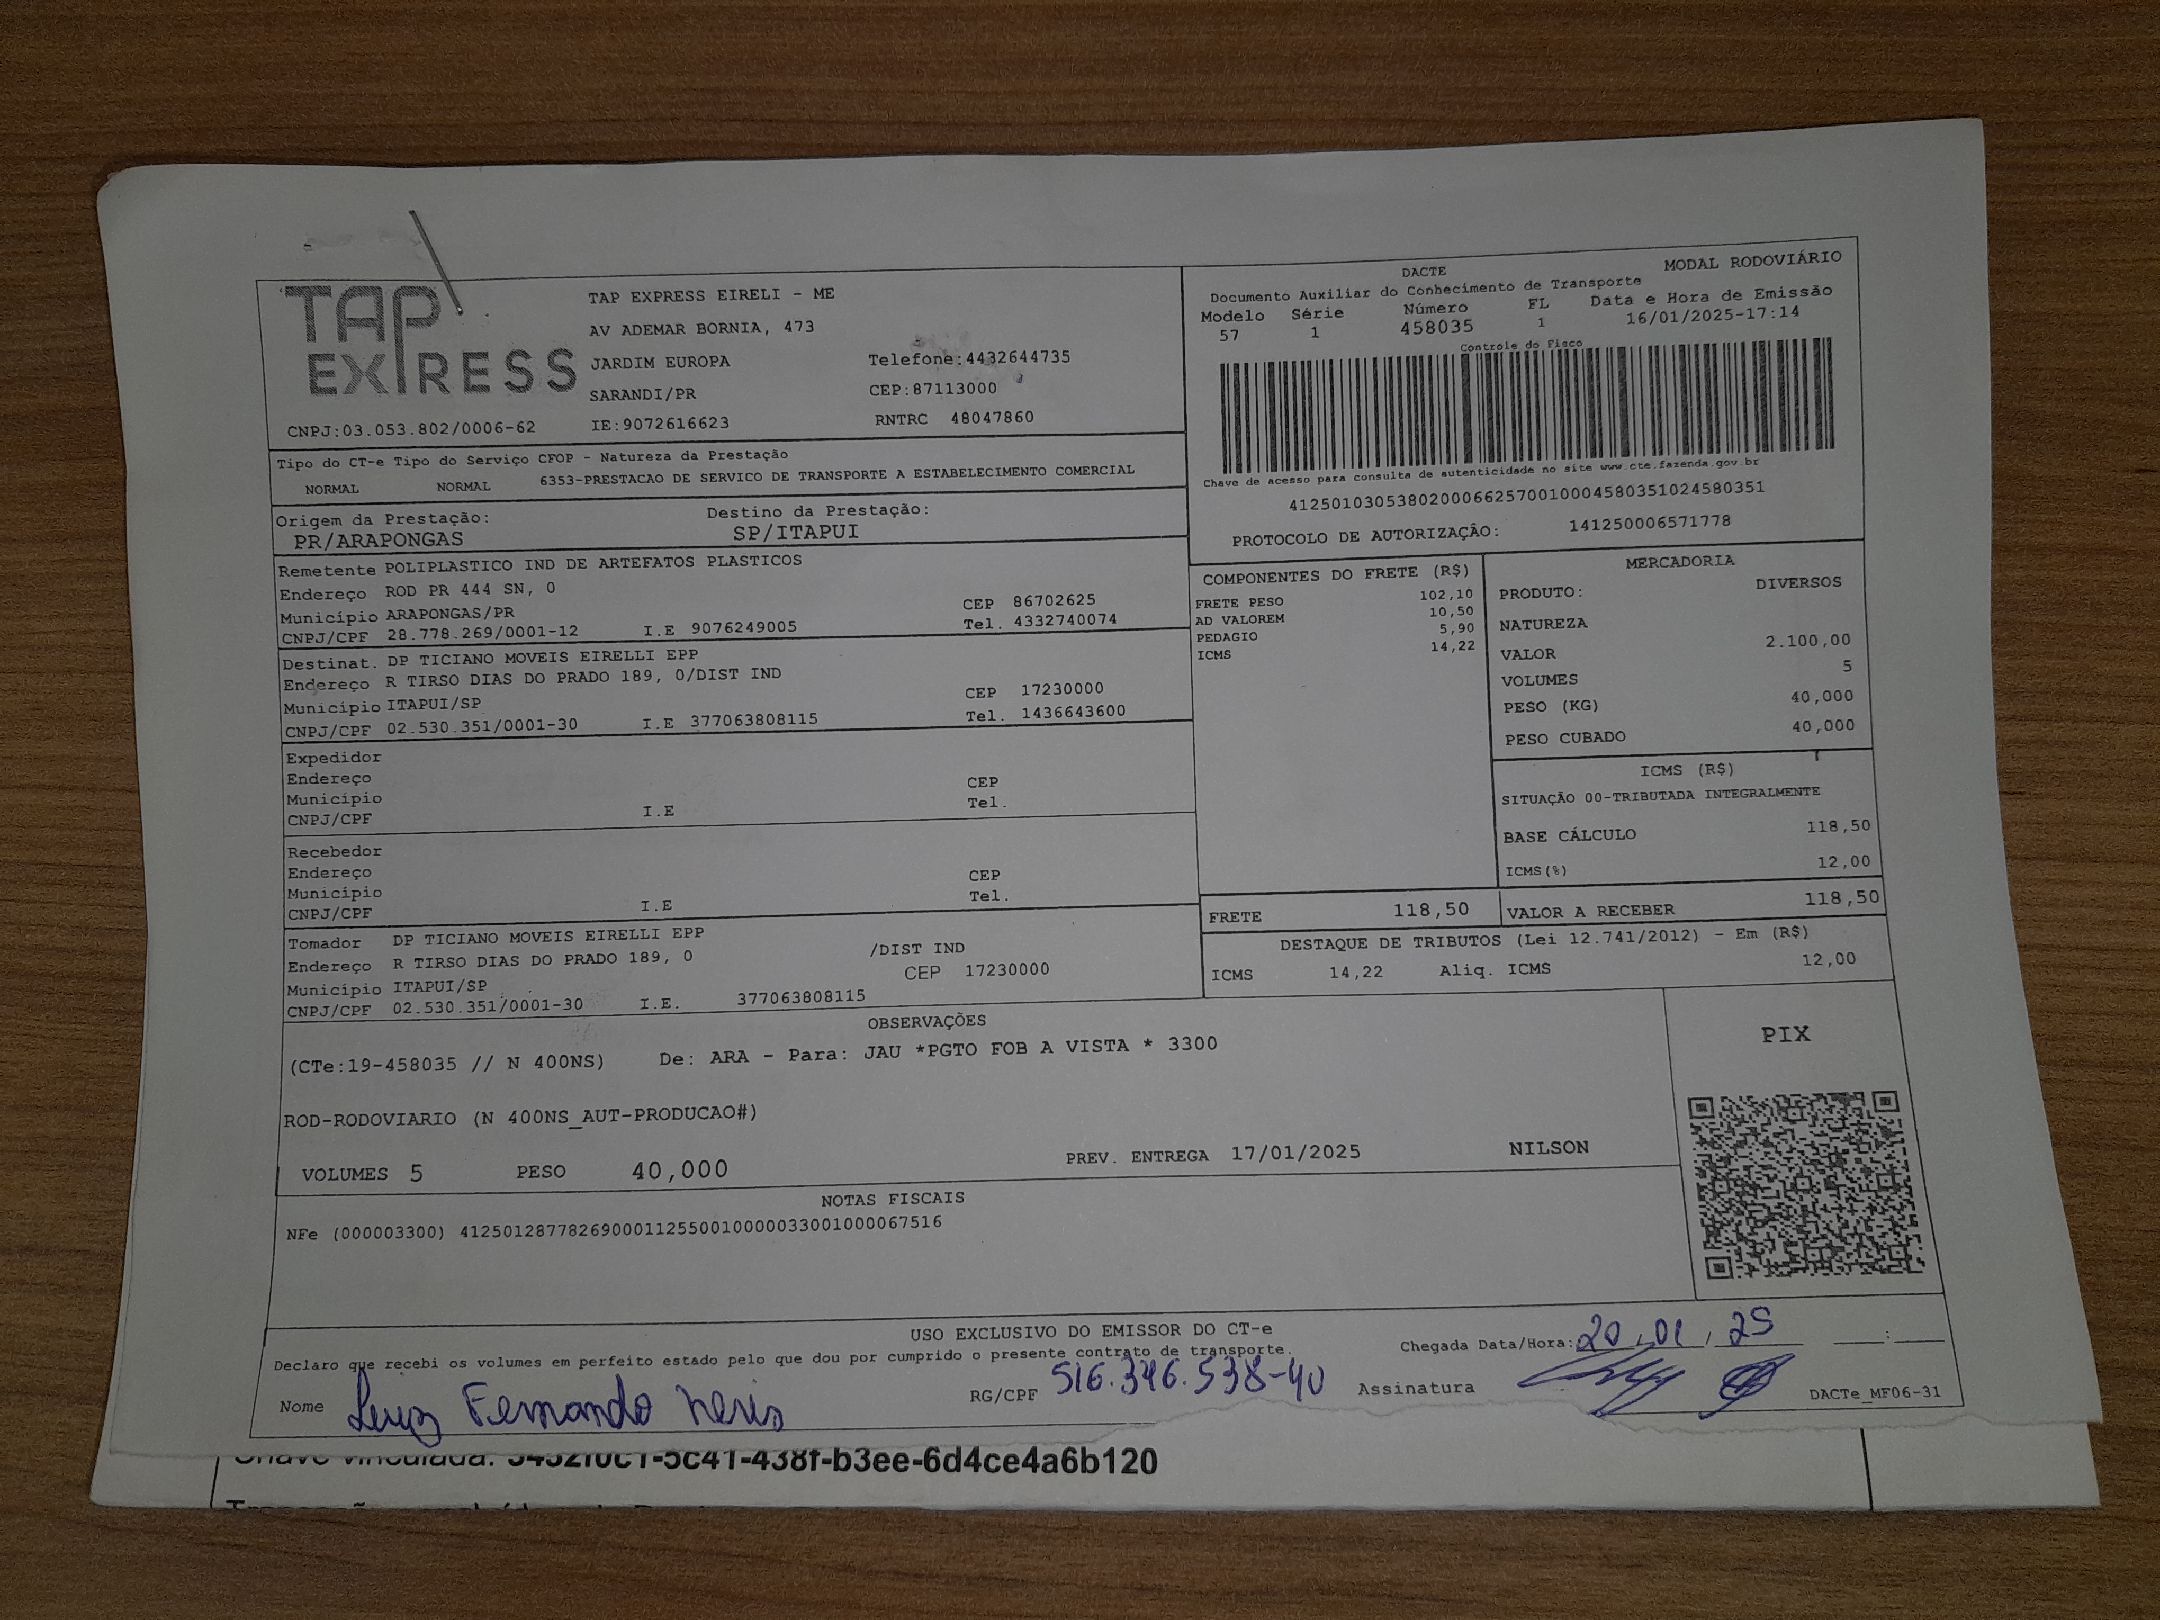 TAP EXPRESS
TAP EXPRESS EIRELI - ME
AV ADEMAR BORNIA, 473
JARDIM EUROPA Telefone:4432644735
SARANDI/PR CEP:87113000
CNPJ:03.053.802/0006-62 IE:9072616623 RNTRC 48047860
DACTE MODAL RODOVIÁRIO
Documento Auxiliar do Conhecimento de Transporte
Modelo Série Número FL Data e Hora de Emissão
57 1 458035 1 16/01/2025-17:14
Controle do Fisco
Chave de acesso para consulta de autenticidade no site www.cte.fazenda.gov.br
41250103053802000662570010004580351024580351
PROTOCOLO DE AUTORIZAÇÃO: 141250006571778
Tipo do CT-e Tipo do Serviço CFOP - Natureza da Prestação
NORMAL NORMAL 6353-PRESTACAO DE SERVICO DE TRANSPORTE A ESTABELECIMENTO COMERCIAL
Origem da Prestação: Destino da Prestação:
PR/ARAPONGAS SP/ITAPUI
Remetente POLIPLASTICO IND DE ARTEFATOS PLASTICOS
Endereço ROD PR 444 SN, 0
Município ARAPONGAS/PR CEP 86702625
CNPJ/CPF 28.778.269/0001-12 I.E 9076249005 Tel. 4332740074
Destinat. DP TICIANO MOVEIS EIRELLI EPP
Endereço R TIRSO DIAS DO PRADO 189, 0/DIST IND
Município ITAPUI/SP CEP 17230000
CNPJ/CPF 02.530.351/0001-30 I.E 377063808115 Tel. 1436643600
Expedidor
Endereço CEP
Município Tel.
CNPJ/CPF I.E
Recebedor
Endereço CEP
Município Tel.
CNPJ/CPF I.E
Tomador DP TICIANO MOVEIS EIRELLI EPP
Endereço R TIRSO DIAS DO PRADO 189, 0 /DIST IND
Município ITAPUI/SP CEP 17230000
CNPJ/CPF 02.530.351/0001-30 I.E. 377063808115
COMPONENTES DO FRETE (R$)
FRETE PESO 102,10
AD VALOREM 10,50
PEDAGIO 5,90
ICMS 14,22
MERCADORIA
PRODUTO: DIVERSOS
NATUREZA
VALOR 2.100,00
VOLUMES 5
PESO (KG) 40,000
PESO CUBADO 40,000
ICMS (R$)
SITUAÇÃO 00-TRIBUTADA INTEGRALMENTE
BASE CÁLCULO 118,50
ICMS(%) 12,00
FRETE 118,50 VALOR A RECEBER 118,50
DESTAQUE DE TRIBUTOS (Lei 12.741/2012) - Em (R$)
ICMS 14,22 Aliq. ICMS 12,00
OBSERVAÇÕES
(CTe:19-458035 // N 400NS) De: ARA - Para: JAU *PGTO FOB A VISTA * 3300
ROD-RODOVIARIO (N 400NS_AUT-PRODUCAO#)
VOLUMES 5 PESO 40,000 PREV. ENTREGA 17/01/2025 NILSON
PIX
NOTAS FISCAIS
NFe (000003300) 41250128778269000112550010000033001000067516
USO EXCLUSIVO DO EMISSOR DO CT-e
Declaro que recebi os volumes em perfeito estado pelo que dou por cumprido o presente contrato de transporte.
Chegada Data/Hora: 20,01,25 :
Nome Luiz Fernando Neris RG/CPF 516.346.538-40 Assinatura DACTe_MF06-31
Chave vinculada: 5452f0c1-5c41-438f-b3ee-6d4ce4a6b120